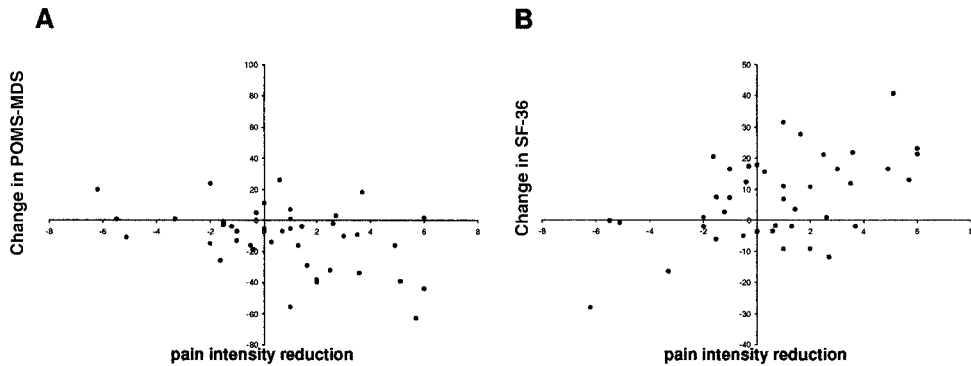 A
B
Change in POMS-MDS
100
80
60
40
20
0
-20
-40
-60
-80
-8 -6 -4 -2 0 2 4 6 8
pain intensity reduction
Change in SF-36
50
40
30
20
10
0
-10
-20
-30
-40
-8 -6 -4 -2 0 2 4 6 8
pain intensity reduction